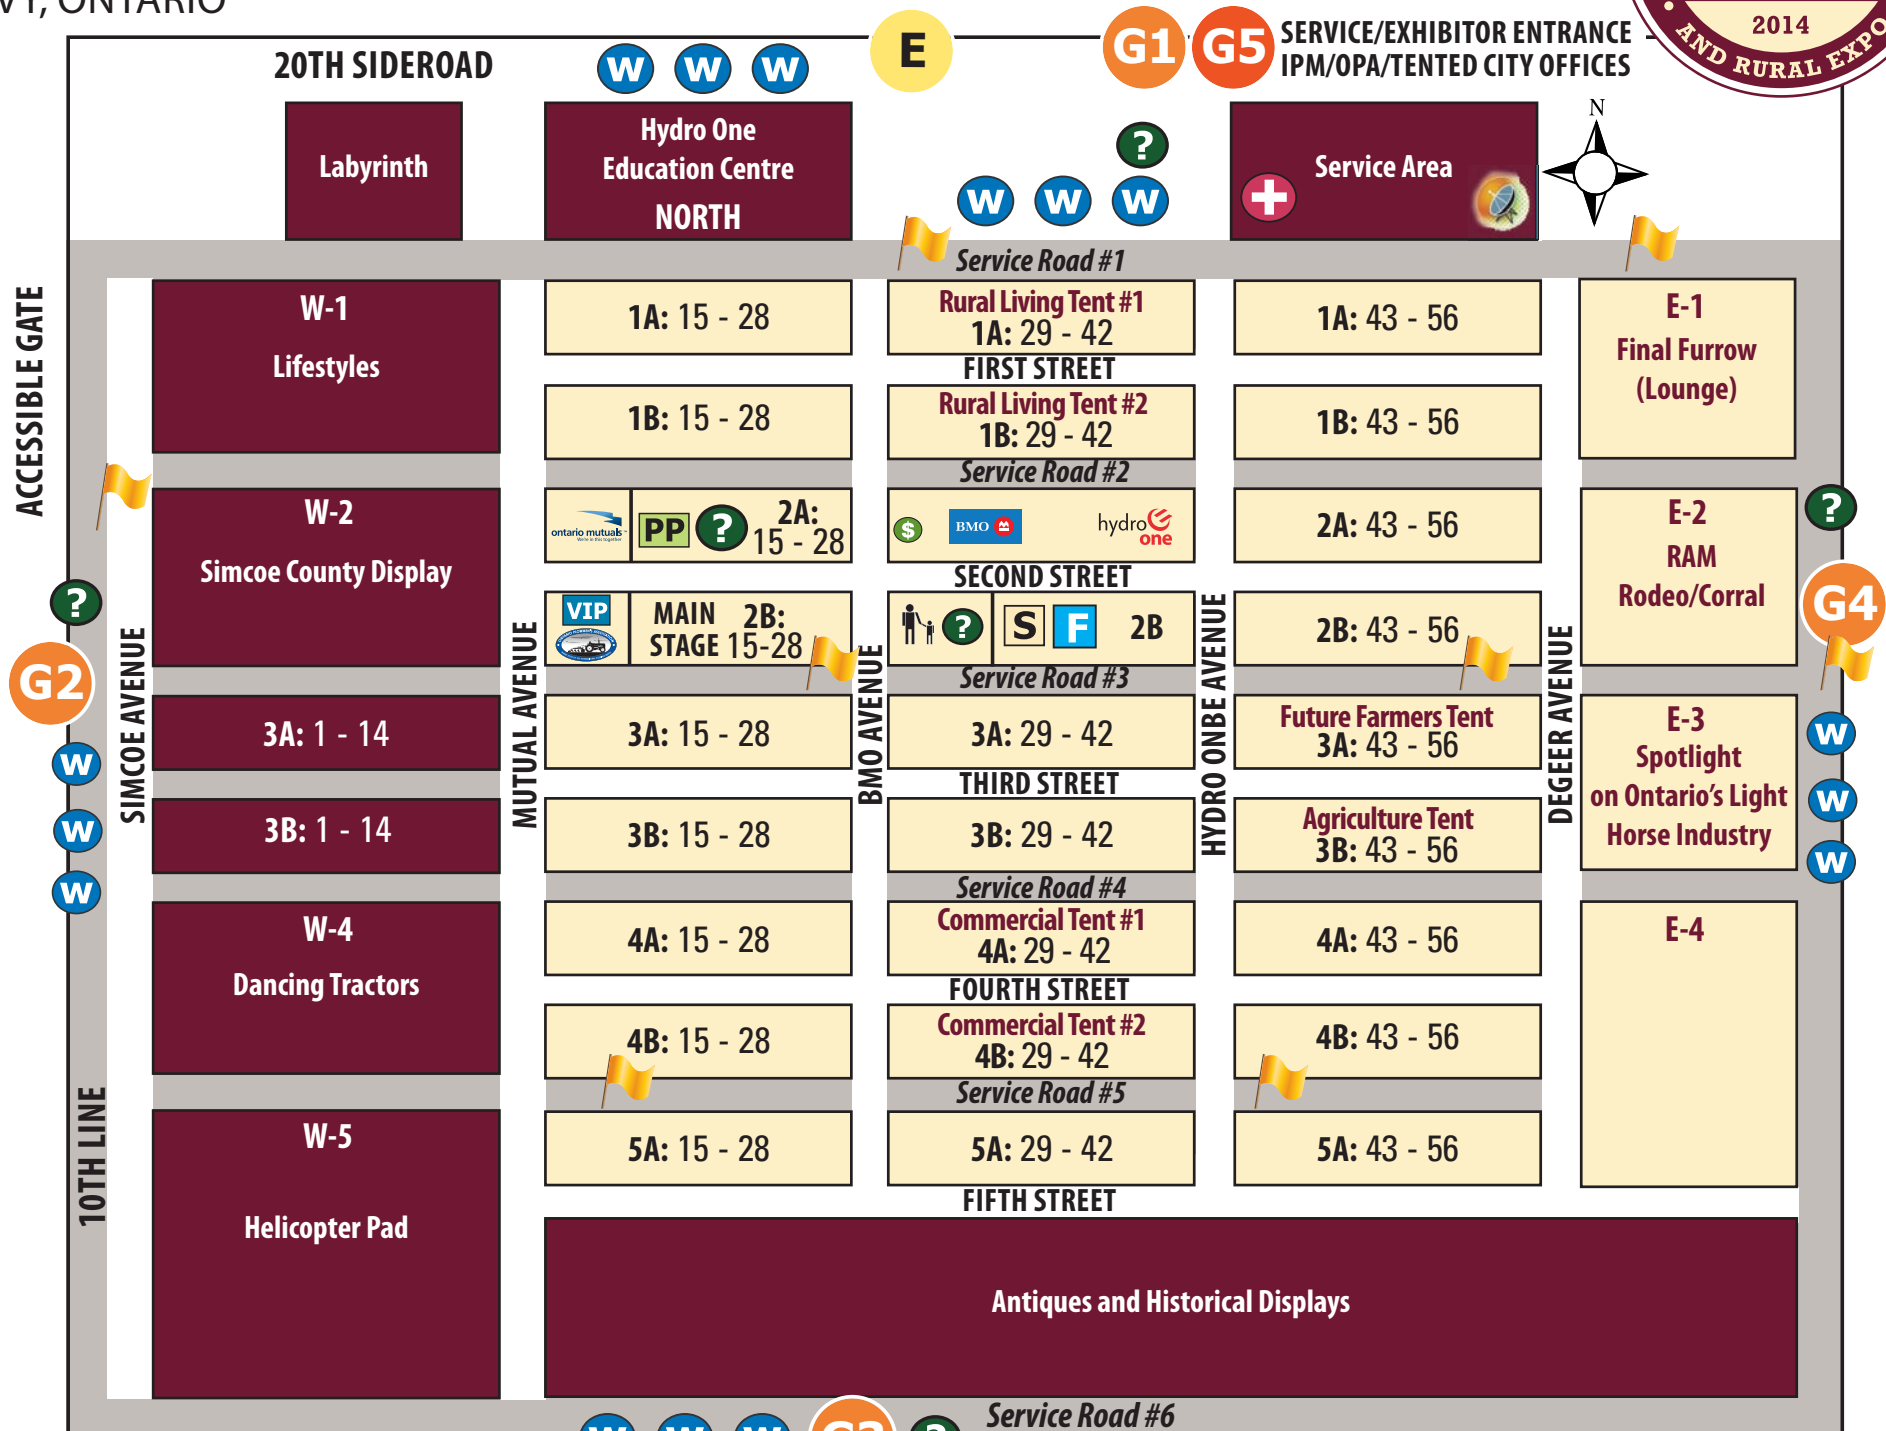 ONTARIO
2014
AND RURAL EXPO
20TH SIDEROAD
W W W
E
G1 G5
SERVICE/EXHIBITOR ENTRANCE
IPM/OPA/TENTED CITY OFFICES
Labyrinth
Hydro One
Education Centre
NORTH
?
W W W
Service Area
N
Service Road #1
ACCESSIBLE GATE
W-1
Lifestyles
1A: 15 - 28
Rural Living Tent #1
1A: 29 - 42
1A: 43 - 56
E-1
Final Furrow
(Lounge)
FIRST STREET
1B: 15 - 28
Rural Living Tent #2
1B: 29 - 42
1B: 43 - 56
Service Road #2
W-2
Simcoe County Display
ontario mutuals
PP
?
2A:
15 - 28
$
BMO
hydro
one
2A: 43 - 56
E-2
RAM
Rodeo/Corral
?
G4
SECOND STREET
?
G2
VIP
MAIN
STAGE
2B:
15-28
?
S
F
2B
2B: 43 - 56
Service Road #3
SIMCOE AVENUE
MUTUAL AVENUE
BMO AVENUE
HYDRO ONBE AVENUE
DEGEER AVENUE
3A: 1 - 14
3A: 15 - 28
3A: 29 - 42
Future Farmers Tent
3A: 43 - 56
E-3
Spotlight
on Ontario's Light
Horse Industry
THIRD STREET
W
W
W
W
W
W
3B: 1 - 14
3B: 15 - 28
3B: 29 - 42
Agriculture Tent
3B: 43 - 56
Service Road #4
W-4
Dancing Tractors
4A: 15 - 28
Commercial Tent #1
4A: 29 - 42
4A: 43 - 56
E-4
FOURTH STREET
4B: 15 - 28
Commercial Tent #2
4B: 29 - 42
4B: 43 - 56
Service Road #5
10TH LINE
W-5
Helicopter Pad
5A: 15 - 28
5A: 29 - 42
5A: 43 - 56
FIFTH STREET
Antiques and Historical Displays
Service Road #6
W W W G3 ?